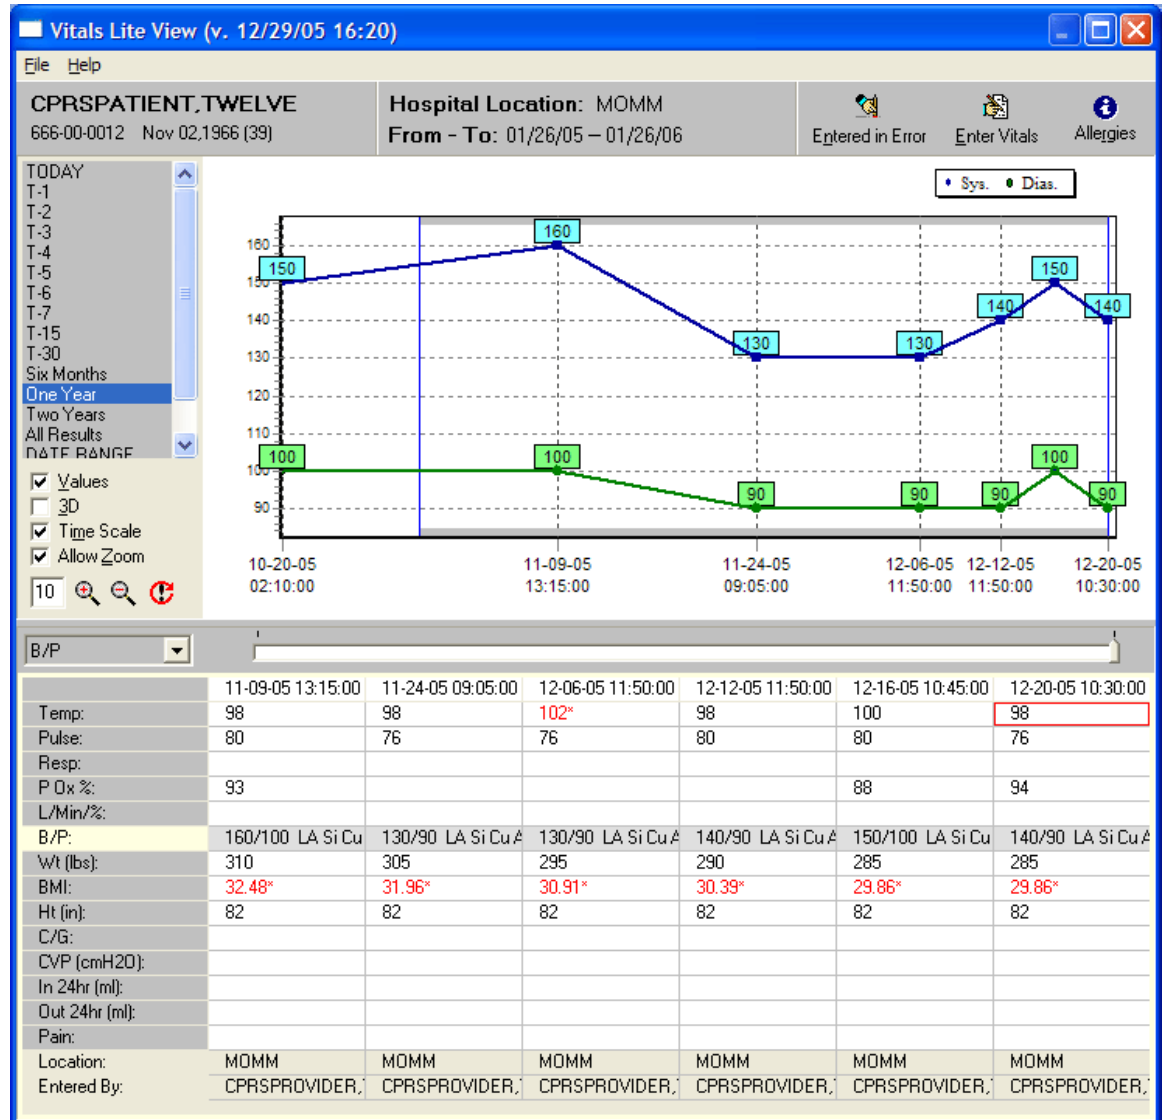 Vitals Lite View (v. 12/29/05 16:20)
File Help
CPRSPATIENT,TWELVE
666-00-0012 Nov 02,1966 (39)
Hospital Location: MOMM
From - To: 01/26/05 – 01/26/06
Entered in Error Enter Vitals Allergies
TODAY
T-1
T-2
T-3
T-4
T-5
T-6
T-7
T-15
T-30
Six Months
One Year
Two Years
All Results
DATE RANGE
Values
3D
Time Scale
Allow Zoom
10
Sys. Dias.
160
150
140
130
120
110
100
90
150 160 130 130 140 150 140
100 100 90 90 90 100 90
10-20-05 11-09-05 11-24-05 12-06-05 12-12-05 12-20-05
02:10:00 13:15:00 09:05:00 11:50:00 11:50:00 10:30:00
B/P
11-09-05 13:15:00 11-24-05 09:05:00 12-06-05 11:50:00 12-12-05 11:50:00 12-16-05 10:45:00 12-20-05 10:30:00
Temp: 98 98 102* 98 100 98
Pulse: 80 76 76 80 80 76
Resp:
P Ox %: 93 88 94
L/Min/%:
B/P: 160/100 LA Si Cu 130/90 LA Si Cu A 130/90 LA Si Cu A 140/90 LA Si Cu A 150/100 LA Si Cu 140/90 LA Si Cu A
Wt (lbs): 310 305 295 290 285 285
BMI: 32.48* 31.96* 30.91* 30.39* 29.86* 29.86*
Ht (in): 82 82 82 82 82 82
C/G:
CVP (cmH2O):
In 24hr (ml):
Out 24hr (ml):
Pain:
Location: MOMM MOMM MOMM MOMM MOMM MOMM
Entered By: CPRSPROVIDER, CPRSPROVIDER, CPRSPROVIDER, CPRSPROVIDER, CPRSPROVIDER, CPRSPROVIDER,